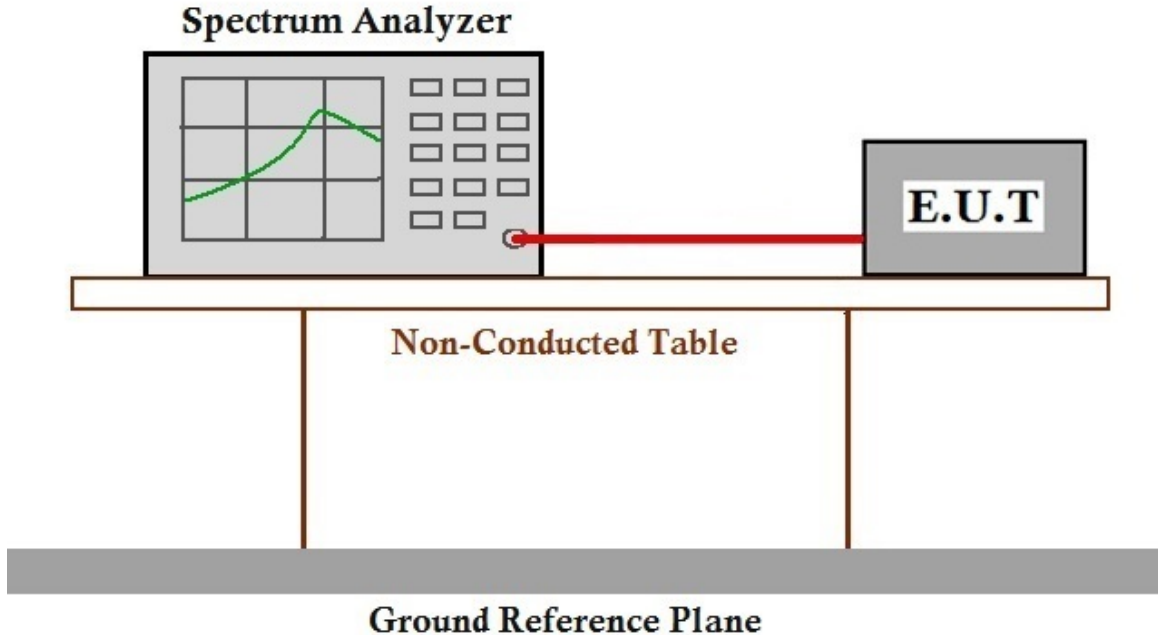 Spectrum Analyzer
E.U.T
Non-Conducted Table
Ground Reference Plane